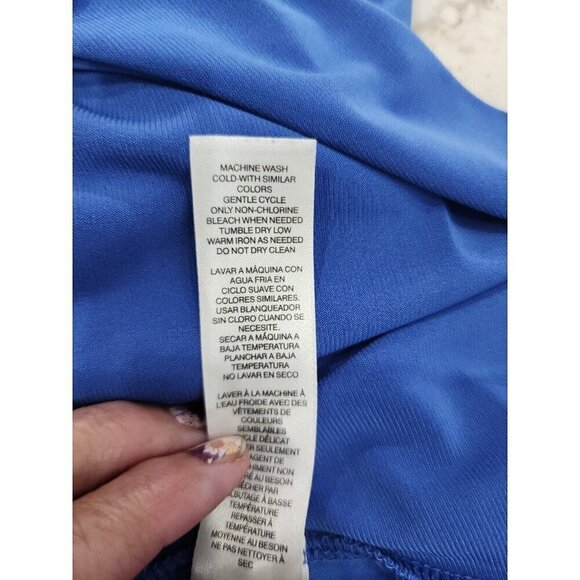 MACHINE WASH
COLD WITH SIMILAR
COLORS
GENTLE CYCLE
ONLY NON-CHLORINE
BLEACH WHEN NEEDED
TUMBLE DRY LOW
WARM IRON AS NEEDED
DO NOT DRY CLEAN
LAVAR A MÁQUINA CON
AGUA FRIA EN
CICLO SUAVE CON
COLORES SIMILARES.
USAR BLANQUEADOR
SIN CLORO CUANDO SE
NECESITE.
SECAR A MÁQUINA A
BAJA TEMPERATURA
PLANCHAR A BAJA
TEMPERATURA
NO LAVAR EN SECO
LAVER À LA MACHINE À
L'EAU FROIDE AVEC DES
VÊTEMENTS DE
COULEURS
SEMBLABLES
DÉLICAT
SEULEMENT
AGENT DE
NON
AU BESOIN
PAR
À BASSE
TEMPÉRATURE
REPASSER À
TEMPÉRATURE
MOYENNE AU BESOIN
NE PAS NETTOYER À
SEC